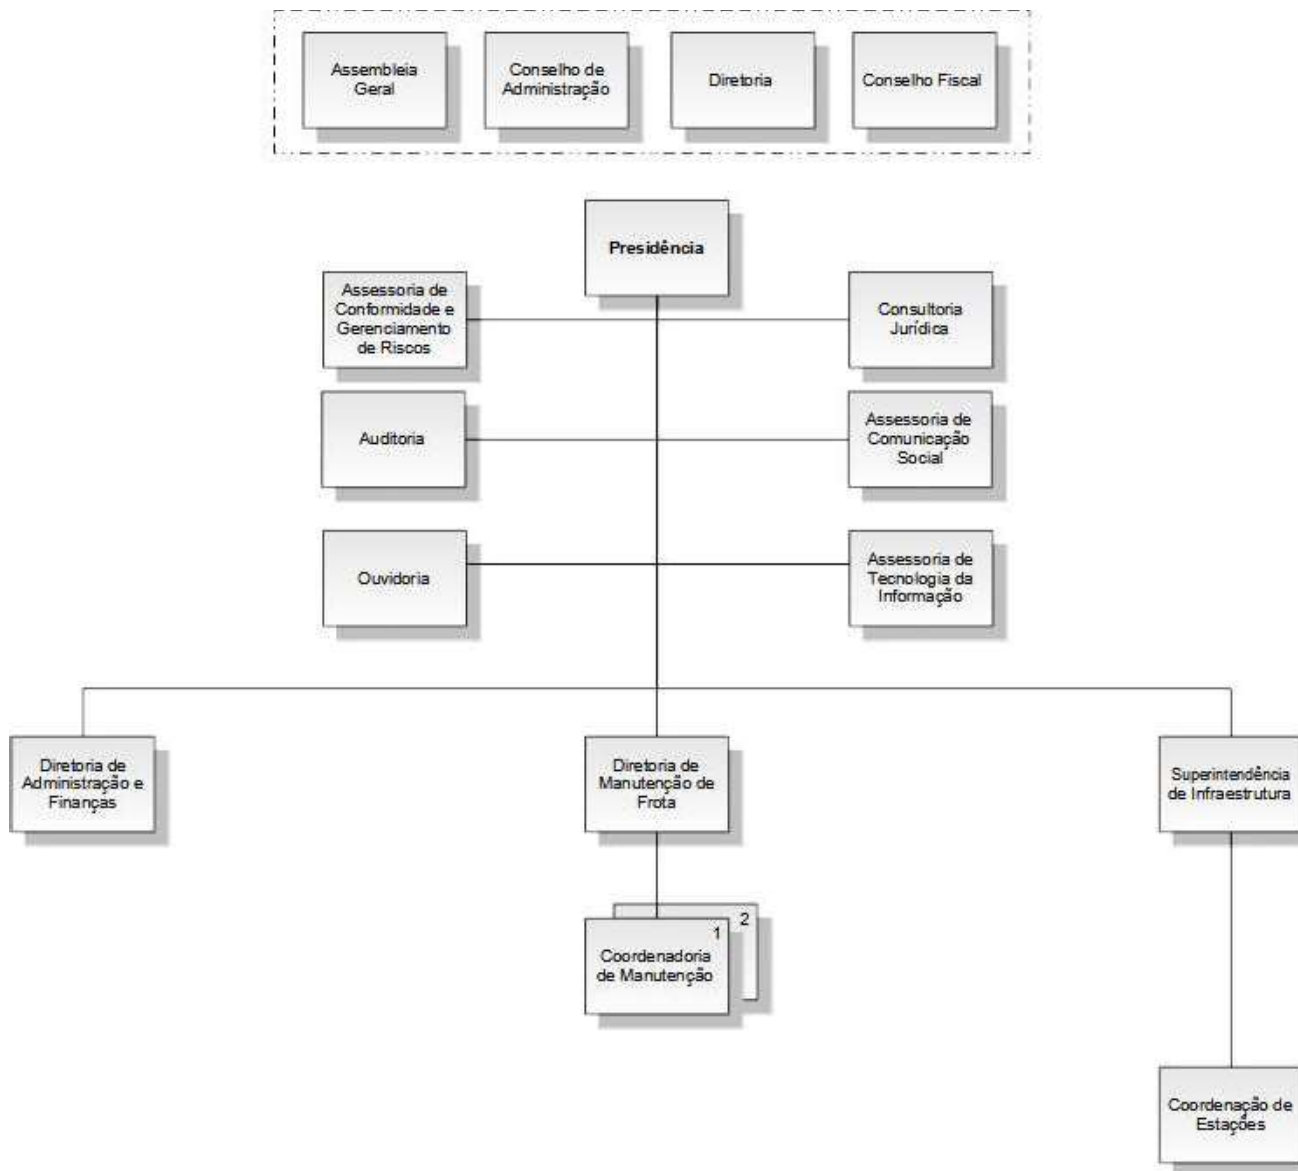 Assembleia
Geral
Conselho de
Administração
Diretoria
Conselho Fiscal
Presidência
Assessoria de
Conformidade e
Gerenciamento
de Riscos
Consultoria
Jurídica
Auditoria
Assessoria de
Comunicação
Social
Ouvidoria
Assessoria de
Tecnologia da
Informação
Diretoria de
Administração e
Finanças
Diretoria de
Manutenção de
Frota
Superintendência
de Infraestrutura
2
1
Coordenadoria
de Manutenção
Coordenação de
Estações